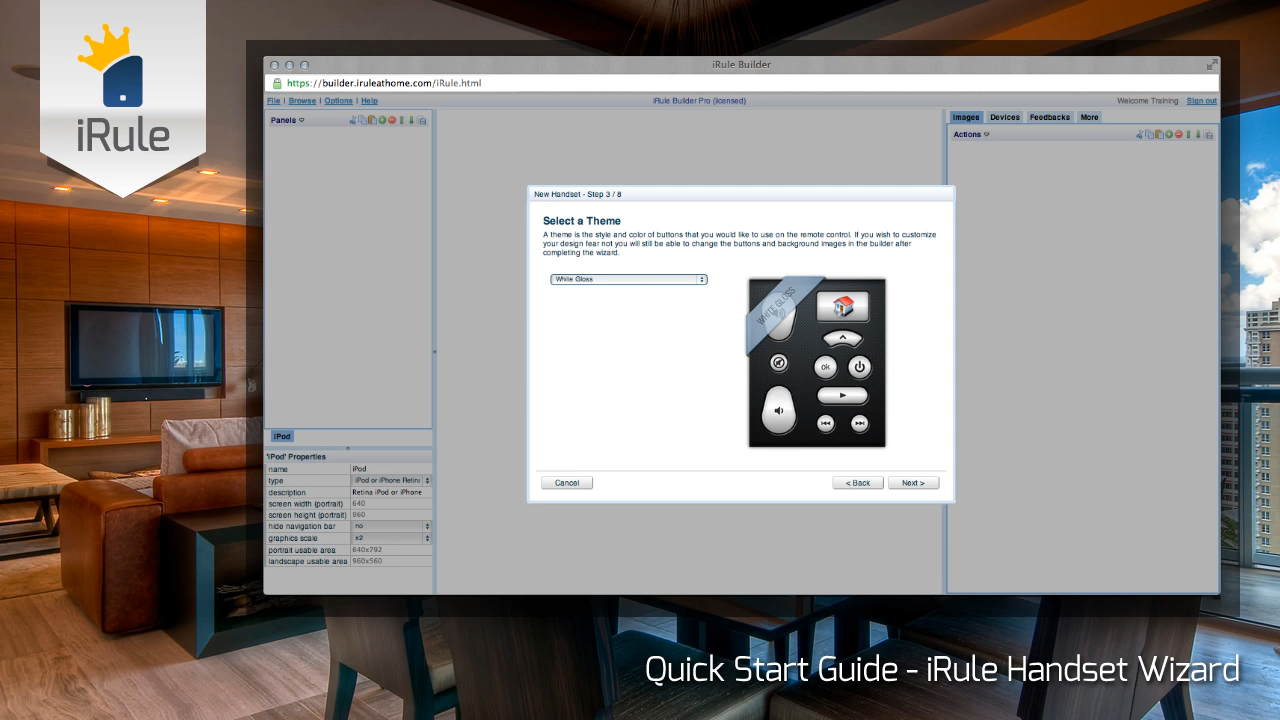 iRule
iRule Builder
https://builder.iruleathome.com/iRule.html
File | Browse | Options | Help
iRule Builder Pro (licensed)
Welcome Training Sign out
Panels
Images Devices Feedbacks More
Actions
New Handset - Step 3 / 8
Select a Theme
A theme is the style and color of buttons that you would like to use on the remote control. If you wish to customize
your design fear not you will still be able to change the buttons and background images in the builder after
completing the wizard.
White Gloss
WHITE GLOSS
ok
Cancel
< Back
Next >
iPod
'iPod' Properties
name iPod
type iPod or iPhone Retin
description Retina iPod or iPhone
screen width (portrait) 640
screen height (portrait) 960
hide navigation bar no
graphics scale x2
portrait usable area 640x792
landscape usable area 960x560
Quick Start Guide - iRule Handset Wizard